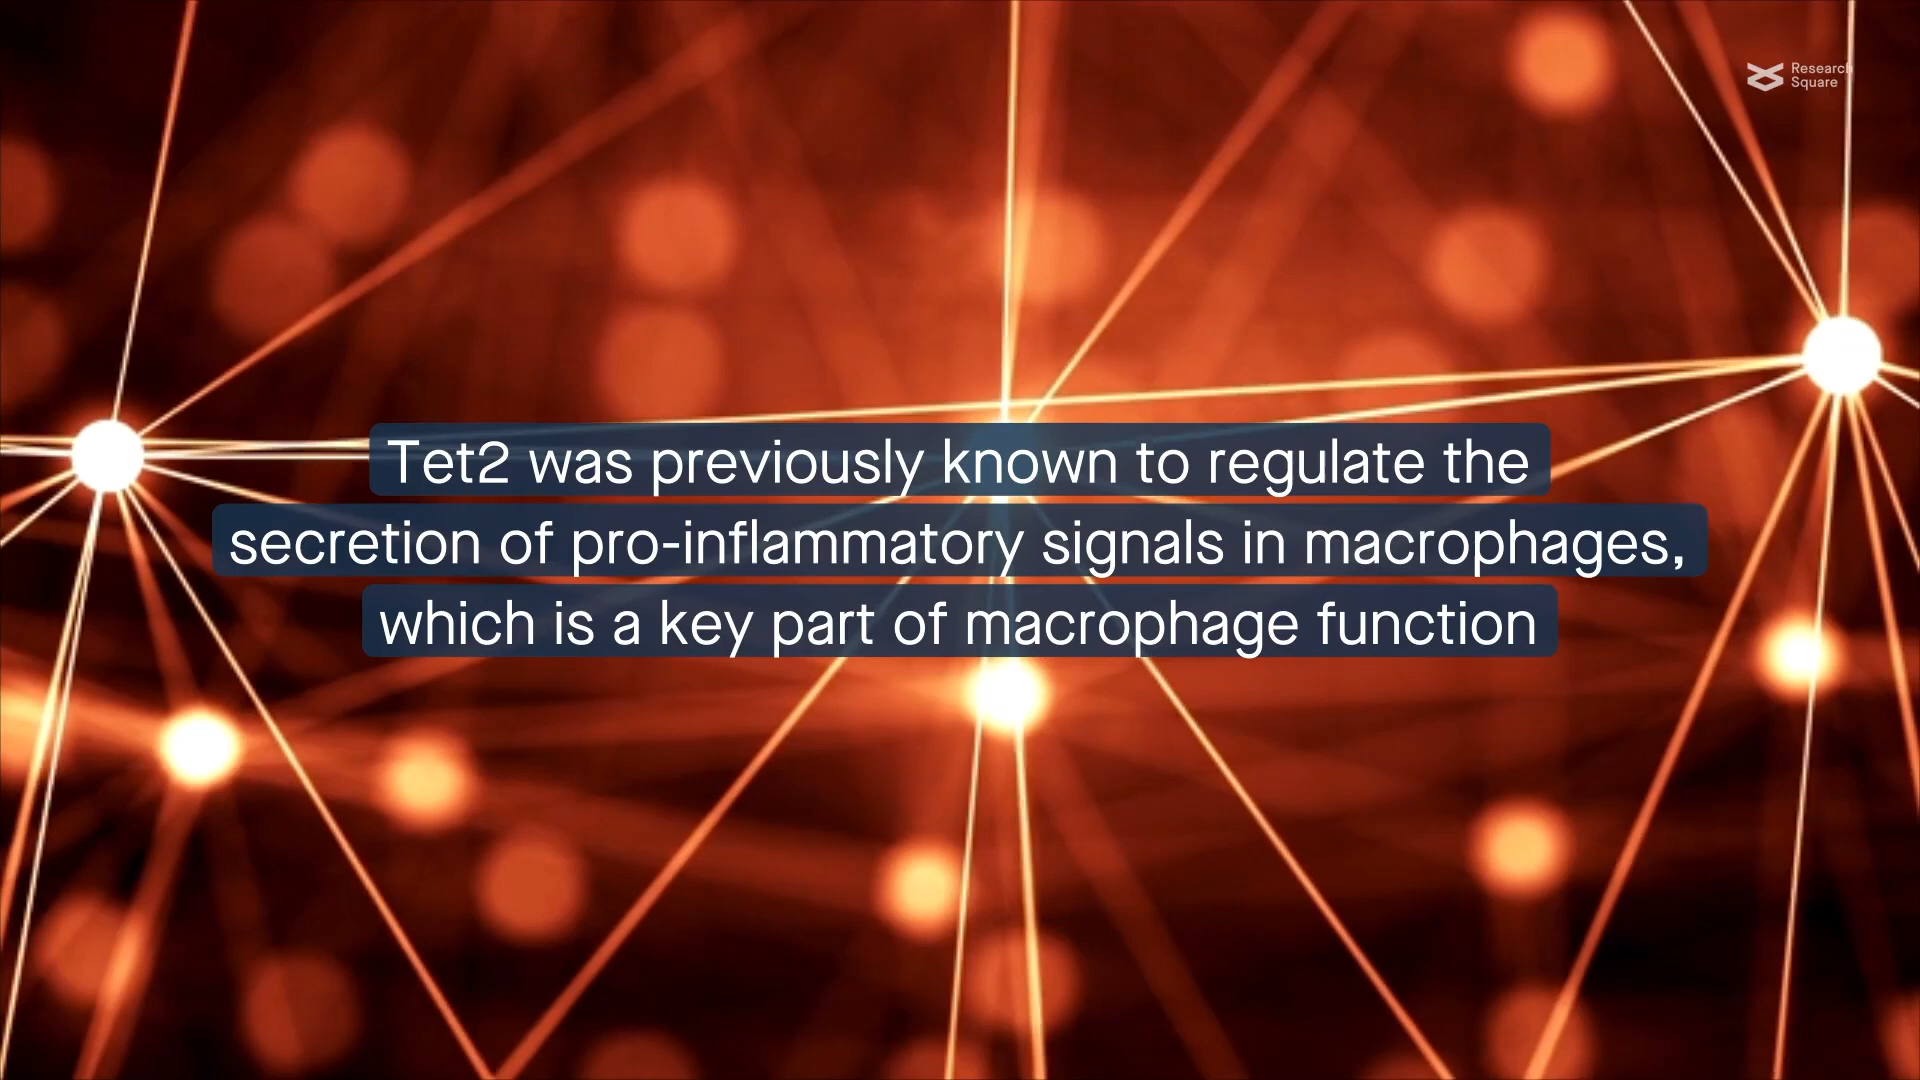 Research
Square
Tet2 was previously known to regulate the
secretion of pro-inflammatory signals in macrophages,
which is a key part of macrophage function